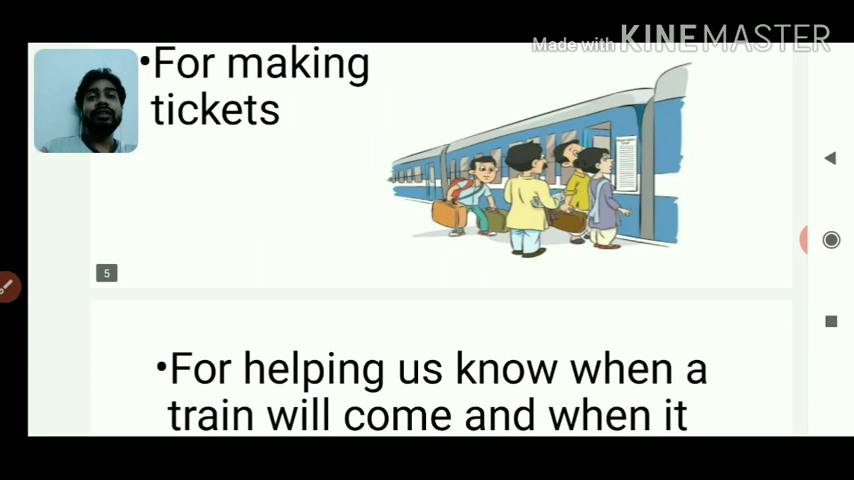 Made with KINEMASTER
•For making
tickets
5
•For helping us know when a
train will come and when it